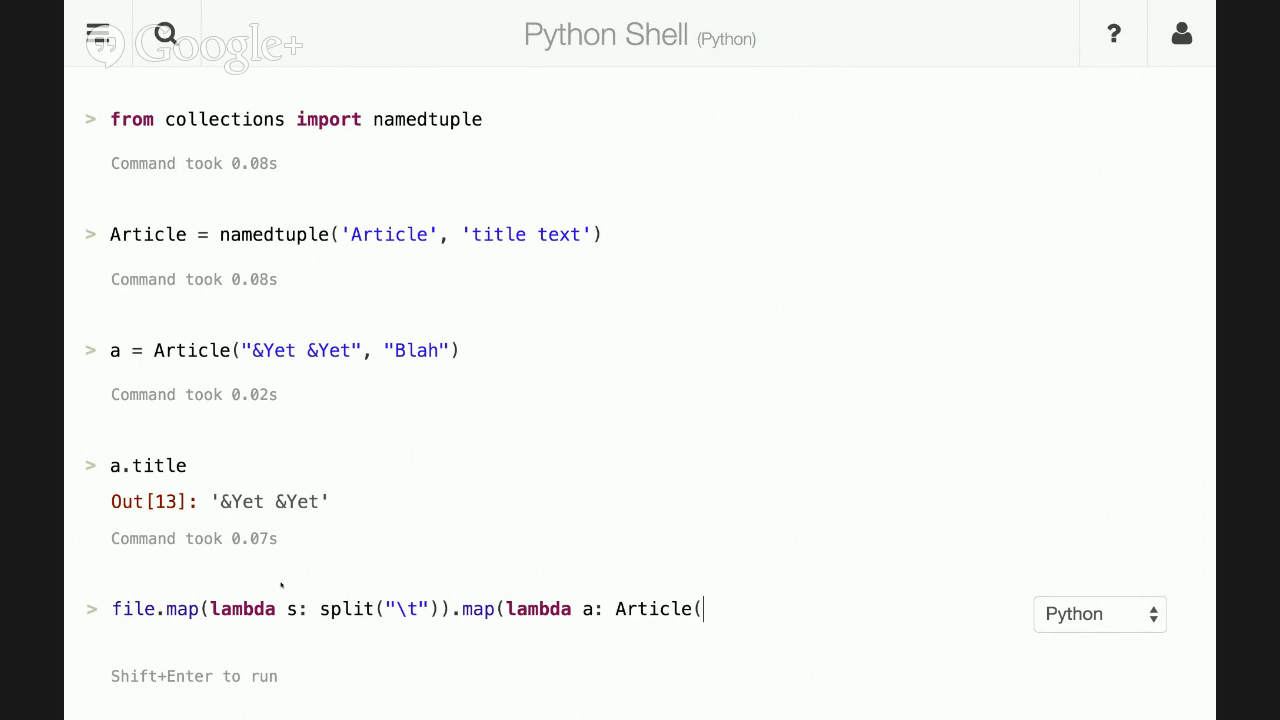 Google+
Python Shell (Python)
?
> from collections import namedtuple
Command took 0.08s
> Article = namedtuple('Article', 'title text')
Command took 0.08s
> a = Article("&Yet &Yet", "Blah")
Command took 0.02s
> a.title
Out[13]: '&Yet &Yet'
Command took 0.07s
> file.map(lambda s: split("\t")).map(lambda a: Article(
Python
Shift+Enter to run